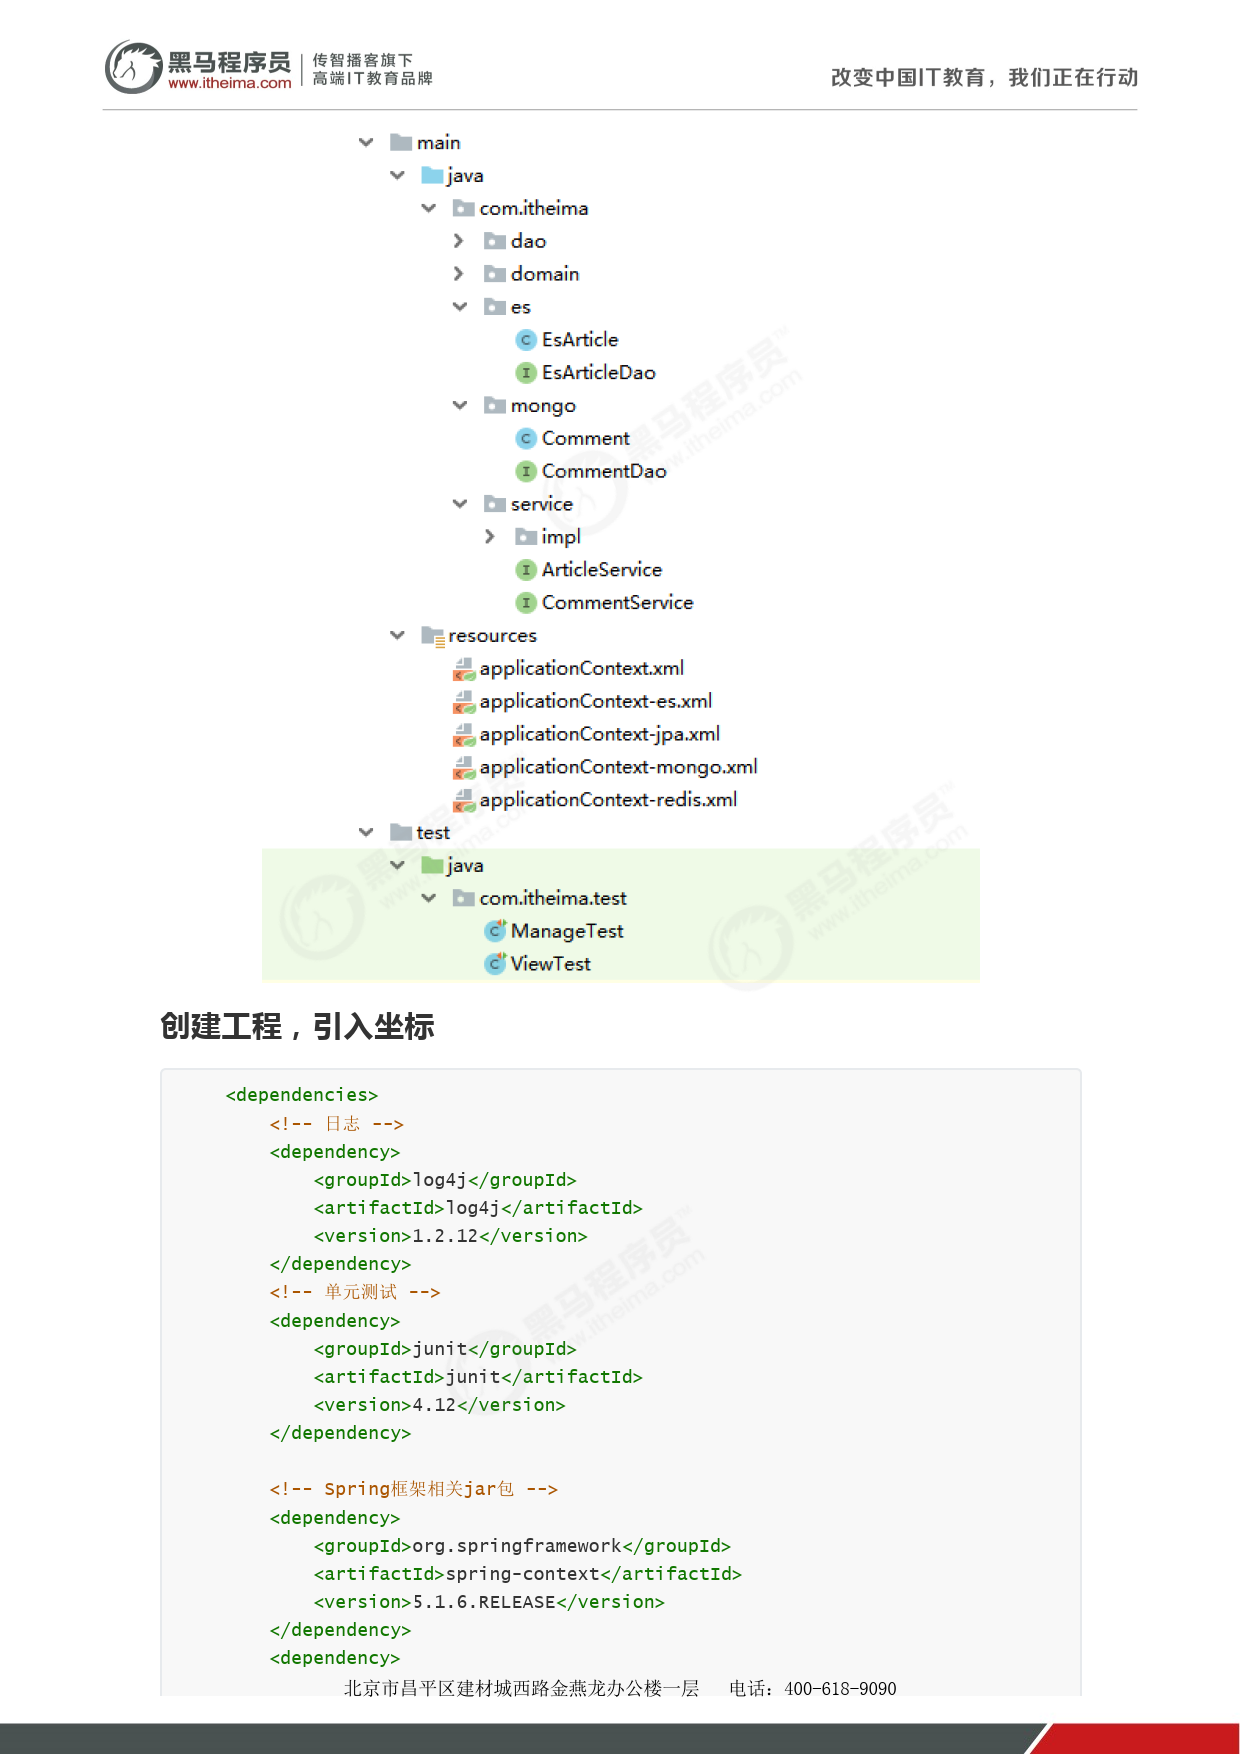 黑马程序员
www.itheima.com
传智播客旗下
高端IT教育品牌
改变中国IT教育，我们正在行动
main
java
com.itheima
dao
domain
es
EsArticle
EsArticleDao
mongo
Comment
CommentDao
service
impl
ArticleService
CommentService
resources
applicationContext.xml
applicationContext-es.xml
applicationContext-jpa.xml
applicationContext-mongo.xml
applicationContext-redis.xml
test
java
com.itheima.test
ManageTest
ViewTest
创建工程，引入坐标
<dependencies>
<!-- 日志 -->
<dependency>
<groupId>log4j</groupId>
<artifactId>log4j</artifactId>
<version>1.2.12</version>
</dependency>
<!-- 单元测试 -->
<dependency>
<groupId>junit</groupId>
<artifactId>junit</artifactId>
<version>4.12</version>
</dependency>
<!-- Spring框架相关jar包 -->
<dependency>
<groupId>org.springframework</groupId>
<artifactId>spring-context</artifactId>
<version>5.1.6.RELEASE</version>
</dependency>
<dependency>
北京市昌平区建材城西路金燕龙办公楼一层 电话：400-618-9090